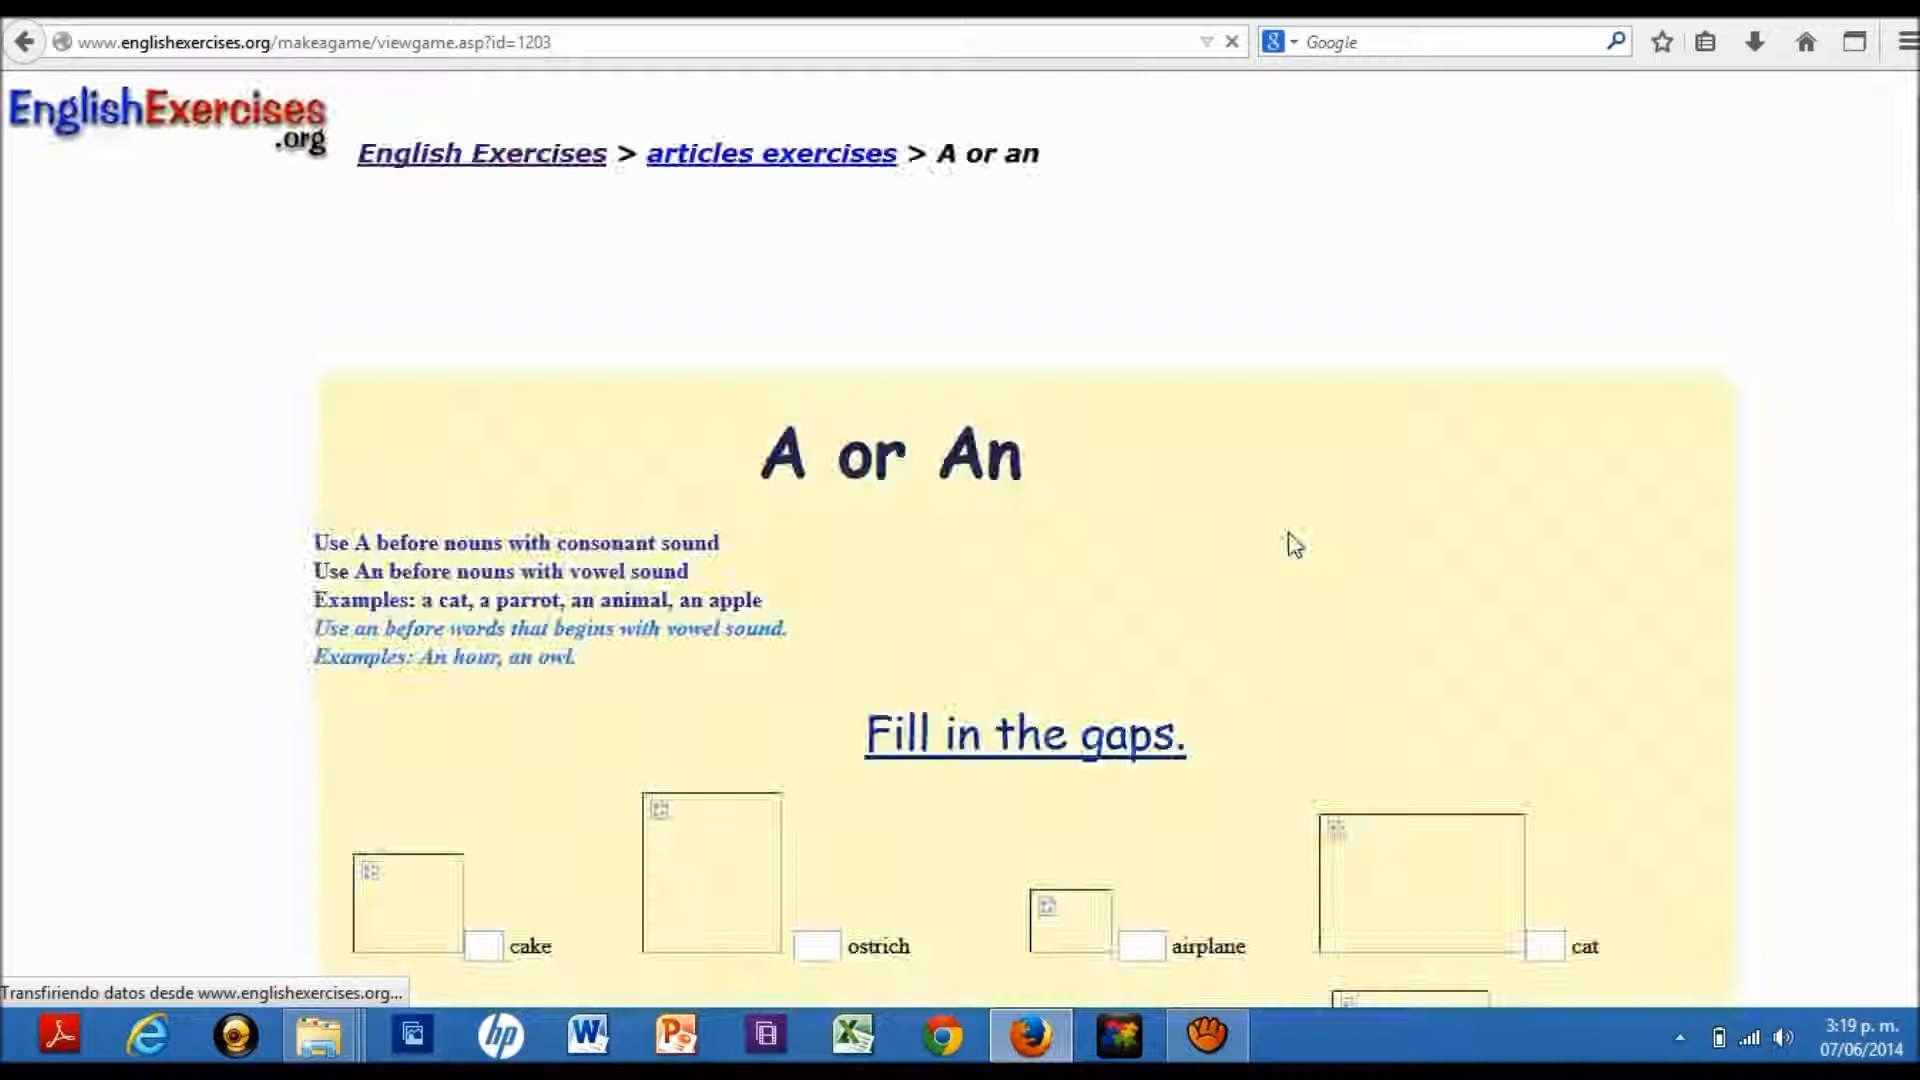 www.englishexercises.org/makeagame/viewgame.asp?id=1203
Google
EnglishExercises
.org
English Exercises > articles exercises > A or an
A or An
Use A before nouns with consonant sound
Use An before nouns with vowel sound
Examples: a cat, a parrot, an animal, an apple
Use an before words that begins with vowel sound.
Examples: An hour, an owl.
Fill in the gaps.
cake
ostrich
airplane
cat
Transfiriendo datos desde www.englishexercises.org...
3:19 p. m.
07/06/2014